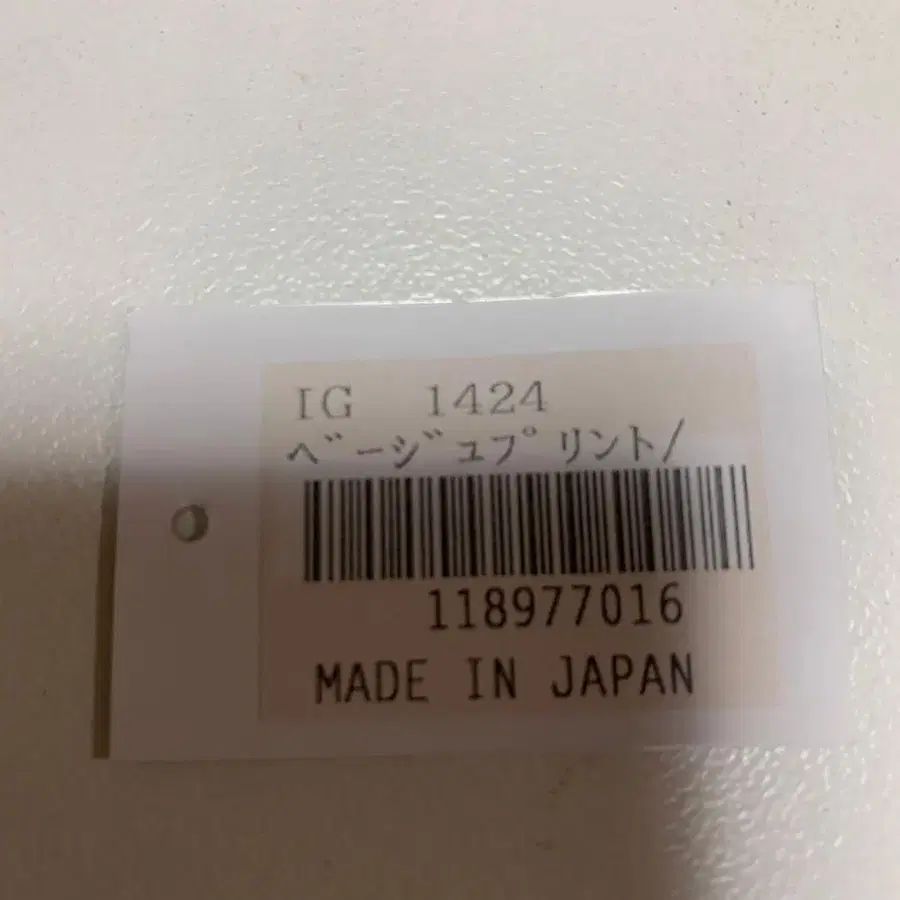 IG 1424
ﾍﾞｰｼﾞｭﾌﾟﾘﾝﾄ/
118977016
MADE IN JAPAN